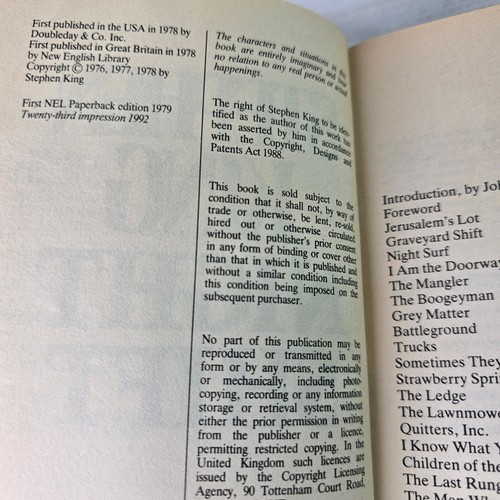 First published in the USA in 1978 by
Doubleday & Co. Inc.
First published in Great Britain in 1978
by New English Library
Copyright © 1976, 1977, 1978 by
Stephen King
First NEL Paperback edition 1979
Twenty-third impression 1992
The characters and situations in this
book are entirely imaginary and bear
no relation to any real person or actual
happenings.
The right of Stephen King to be iden-
tified as the author of this work has
been asserted by him in accordance
with the Copyright, Designs and
Patents Act 1988.
This book is sold subject to the
condition that it shall not, by way of
trade or otherwise, be lent, re-sold,
hired out or otherwise circulated
without the publisher's prior consent
in any form of binding or cover other
than that in which it is published and
without a similar condition including
this condition being imposed on the
subsequent purchaser.
No part of this publication may be
reproduced or transmitted in any
form or by any means, electronically
or mechanically, including photo-
copying, recording or any information
storage or retrieval system, without
either the prior permission in writing
from the publisher or a licence,
permitting restricted copying. In the
United Kingdom such licences are
issued by the Copyright Licensing
Agency, 90 Tottenham Court Road,
Introduction, by Joh
Foreword
Jerusalem's Lot
Graveyard Shift
Night Surf
I Am the Doorway
The Mangler
The Boogeyman
Grey Matter
Battleground
Trucks
Sometimes They
Strawberry Spri
The Ledge
The Lawnmowe
Quitters, Inc.
I Know What Y
Children of the
The Last Rung
The Man Wh